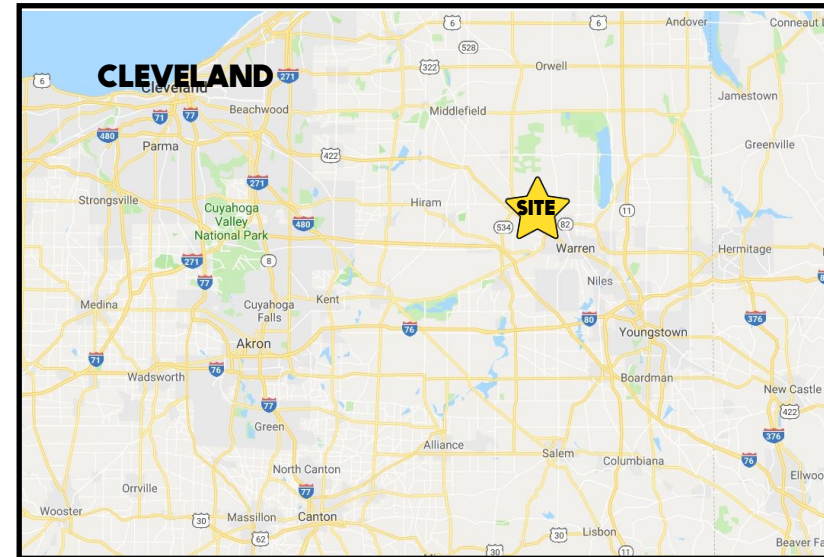 6
6
Andover
Conneaut L
528
322
Orwell
CLEVELAND
271
Cleveland
6
Jamestown
71
77
Beachwood
Middlefield
480
Parma
Greenville
422
271
Strongsville
Cuyahoga
Valley
National Park
Hiram
SITE
11
480
534
82
Warren
Hermitage
271
8
77
Niles
Medina
Cuyahoga
Falls
Kent
76
80
376
Youngstown
Akron
71
76
Wadsworth
Boardman
77
New Castle
422
Green
376
Alliance
Salem
Columbiana
76
North Canton
Ellwoo
Orrville
77
Wooster
30
Massillon
Canton
62
30
Lisbon
30
11
Beaver Fa